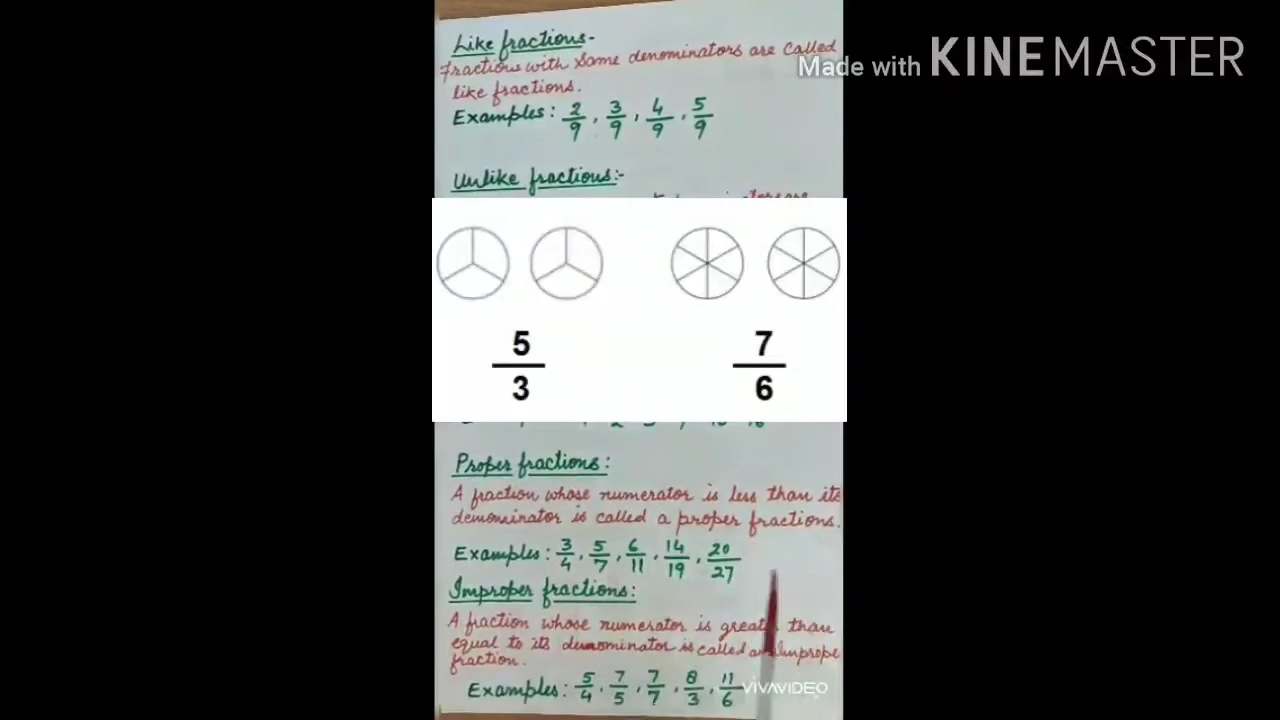 Like fractions-
Fractions with same denominators are called
like fractions.
Examples: 2/9, 3/9, 4/9, 5/9
Made with KINEMASTER
Unlike fractions:-
5/3 7/6
Proper fractions:
A fraction whose numerator is less than its
denominator is called a proper fractions.
Examples: 3/4, 5/7, 6/11, 14/19, 20/27
Improper fractions:
A fraction whose numerator is greater than
equal to its denominator is called an Imprope
fraction.
Examples: 5/4, 7/5, 7/7, 8/3, 11/6
VIVAVIDEO